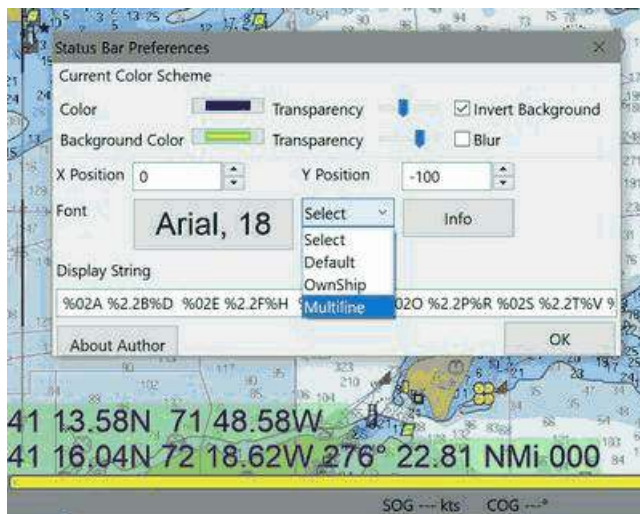 Status Bar Preferences
Current Color Scheme
Color Transparency Invert Background
Background Color Transparency Blur
X Position 0 Y Position -100
Font Arial, 18 Select Info
Select
Default
OwnShip
Multiline
Display String
%02A %2.2B%D %02E %2.2F%H 02O %2.2P%R %02S %2.2T%V %
About Author OK
41 13.58N 71 48.58W
41 16.04N 72 18.62W 276° 22.81 NMi 000
SOG --- kts COG ---°